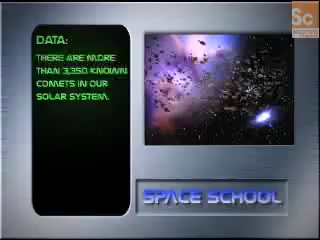 DATA:
THERE ARE MORE
THAN 3,350 KNOWN
COMETS IN OUR
SOLAR SYSTEM.
Sc
SPACE SCHOOL